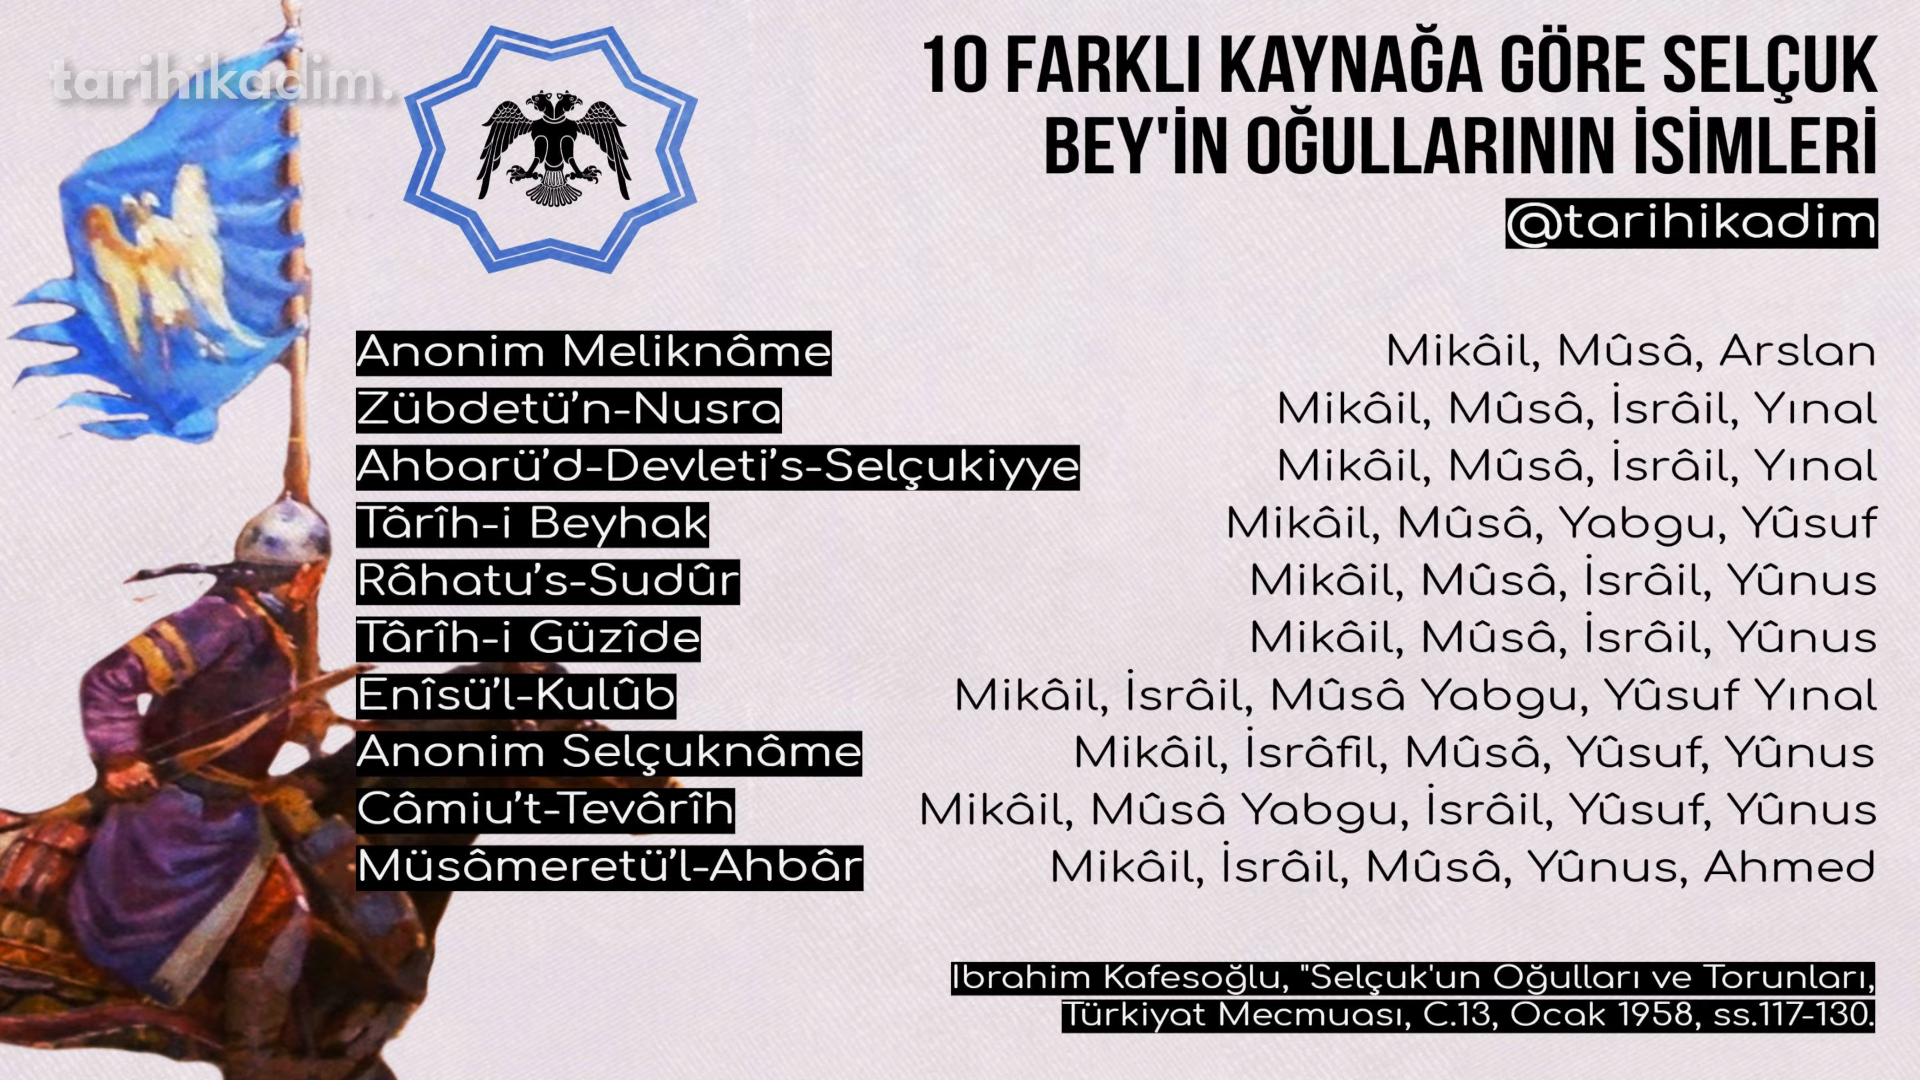 tarihikadim.
10 FARKLI KAYNAĞA GÖRE SELÇUK
BEY'İN OĞULLARININ İSİMLERİ
@tarihikadim
Anonim Meliknâme Mikâil, Mûsâ, Arslan
Zübdetü’n-Nusra Mikâil, Mûsâ, İsrâil, Yınal
Ahbarü’d-Devleti’s-Selçukiyye Mikâil, Mûsâ, İsrâil, Yınal
Târîh-i Beyhak Mikâil, Mûsâ, Yabgu, Yûsuf
Râhatu’s-Sudûr Mikâil, Mûsâ, İsrâil, Yûnus
Târîh-i Güzîde Mikâil, Mûsâ, İsrâil, Yûnus
Enîsü’l-Kulûb Mikâil, İsrâil, Mûsâ Yabgu, Yûsuf Yınal
Anonim Selçuknâme Mikâil, İsrâfil, Mûsâ, Yûsuf, Yûnus
Câmiu’t-Tevârîh Mikâil, Mûsâ Yabgu, İsrâil, Yûsuf, Yûnus
Müsâmeretü’l-Ahbâr Mikâil, İsrâil, Mûsâ, Yûnus, Ahmed
Ibrahim Kafesoğlu, "Selçuk'un Oğulları ve Torunları,
Türkiyat Mecmuası, C.13, Ocak 1958, ss.117-130.